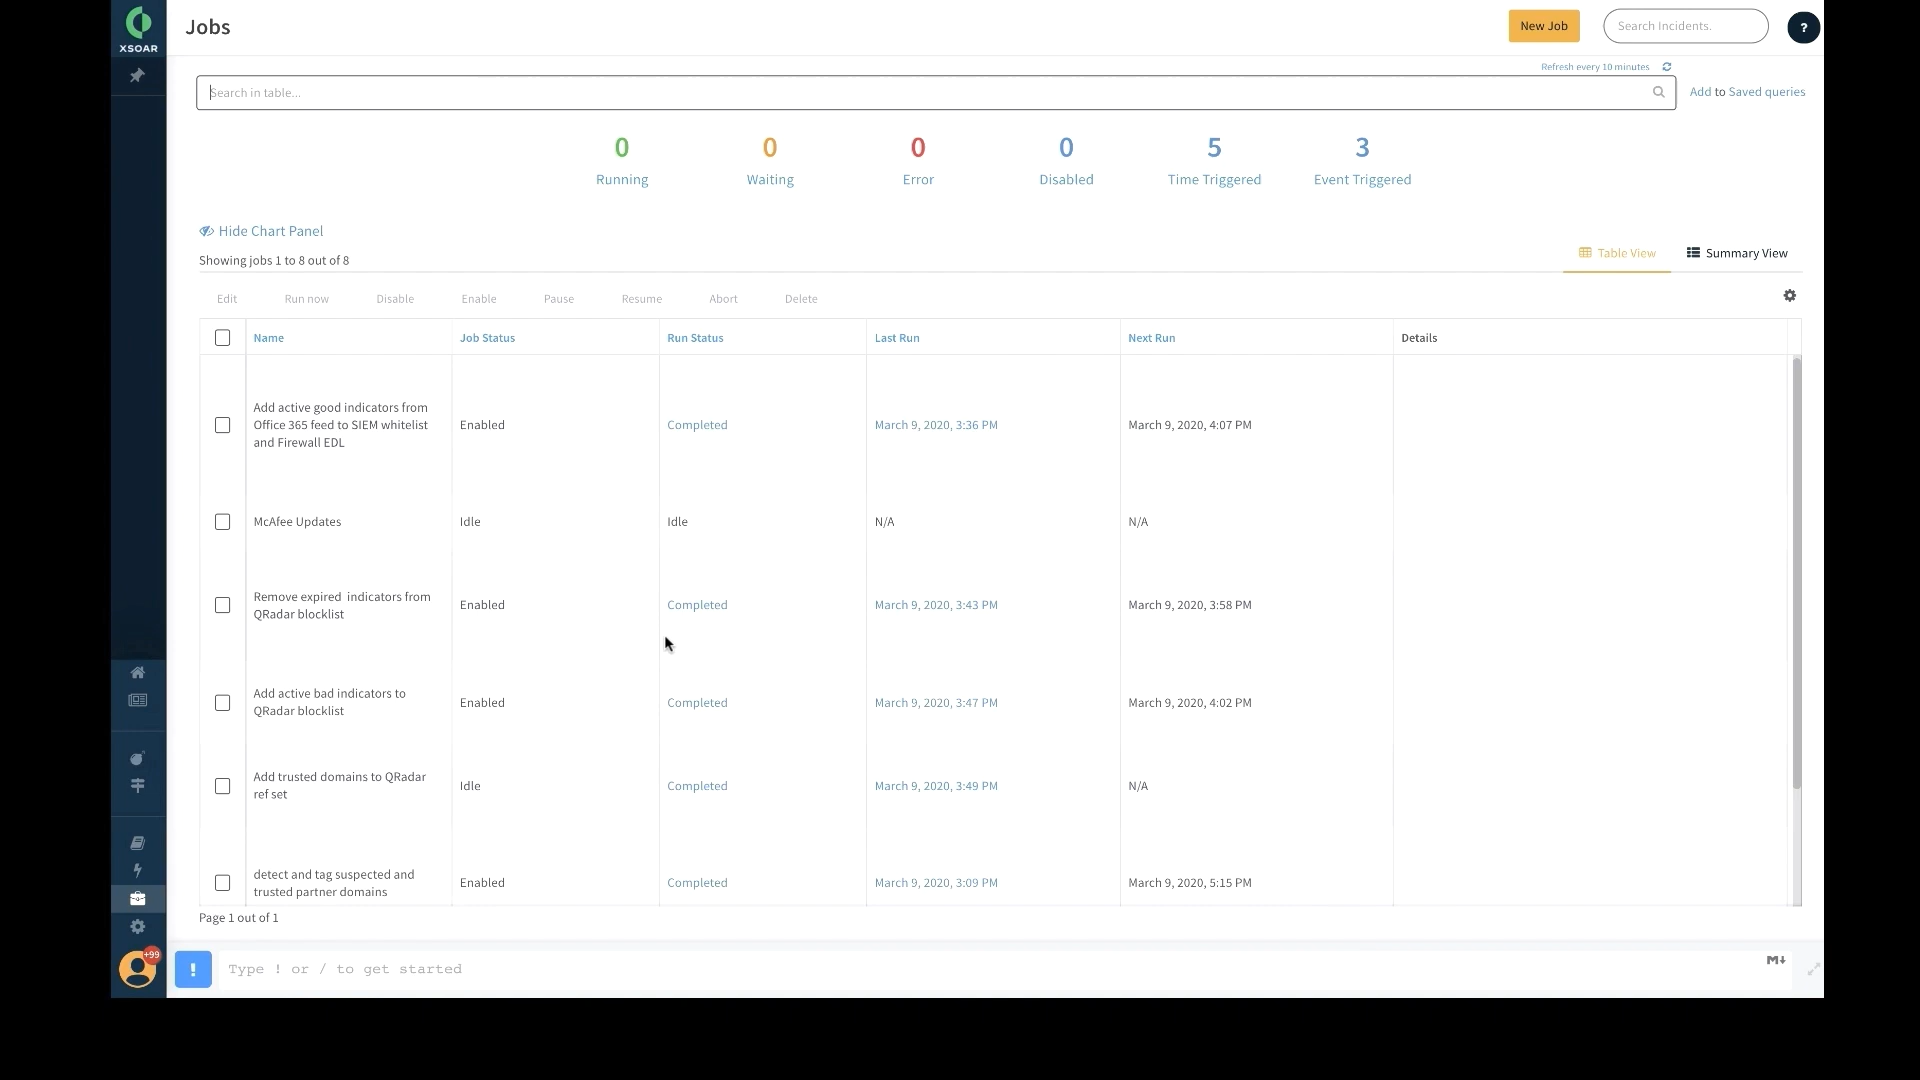 XSOAR
Jobs
New Job
Search Incidents.
?
Refresh every 10 minutes
Search in table...
Add to Saved queries
0 0 0 0 5 3
Running Waiting Error Disabled Time Triggered Event Triggered
Hide Chart Panel
Showing jobs 1 to 8 out of 8
Table View
Summary View
Edit Run now Disable Enable Pause Resume Abort Delete
Name Job Status Run Status Last Run Next Run Details
Add active good indicators from
Office 365 feed to SIEM whitelist
and Firewall EDL
Enabled Completed March 9, 2020, 3:36 PM March 9, 2020, 4:07 PM
McAfee Updates Idle Idle N/A N/A
Remove expired  indicators from
QRadar blocklist
Enabled Completed March 9, 2020, 3:43 PM March 9, 2020, 3:58 PM
Add active bad indicators to
QRadar blocklist
Enabled Completed March 9, 2020, 3:47 PM March 9, 2020, 4:02 PM
Add trusted domains to QRadar
ref set
Idle Completed March 9, 2020, 3:49 PM N/A
detect and tag suspected and
trusted partner domains
Enabled Completed March 9, 2020, 3:09 PM March 9, 2020, 5:15 PM
Page 1 out of 1
+99
!
Type ! or / to get started
M↓